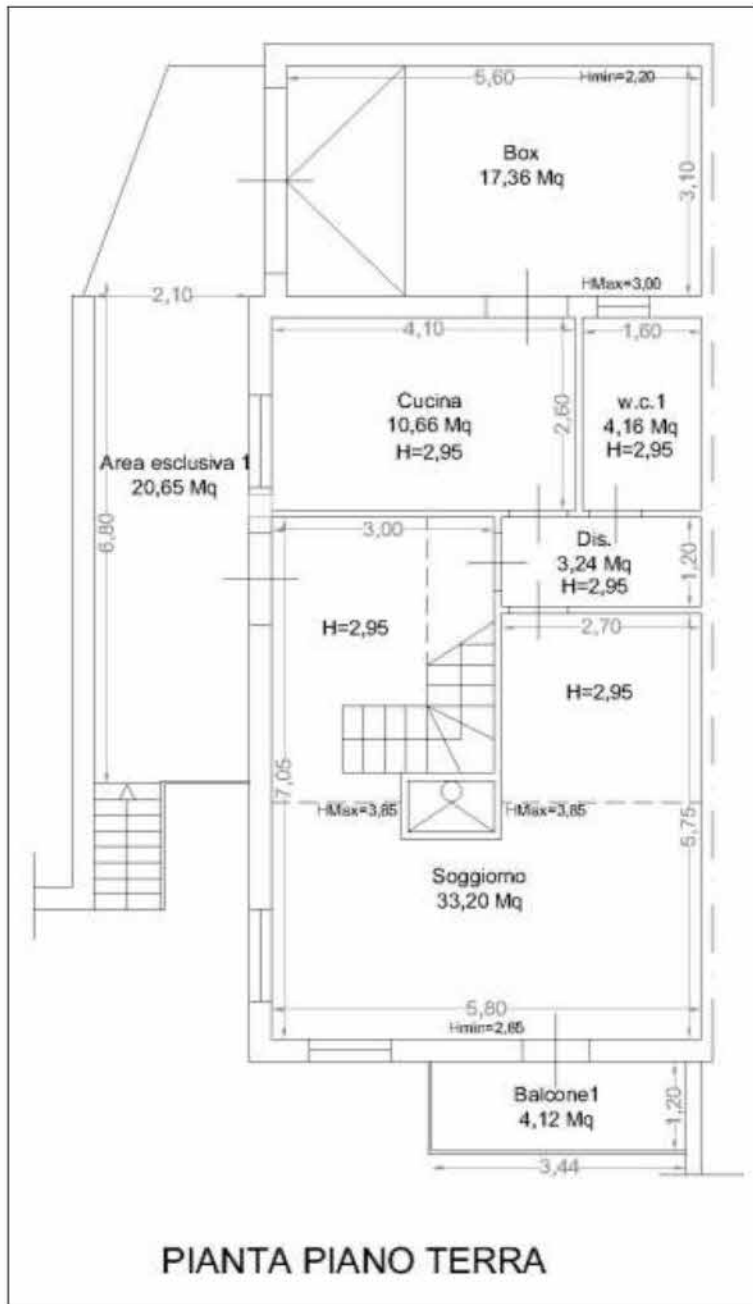 5,60
Hmin=2,20
Box
17,36 Mq
3,10
HMax=3,00
2,10
4,10
1,60
Cucina
10,66 Mq
H=2,95
2,60
w.c.1
4,16 Mq
H=2,95
Area esclusiva 1
20,65 Mq
6,80
3,00
Dis.
3,24 Mq
H=2,95
1,20
H=2,95
2,70
H=2,95
7,05
HMax=3,85
HMax=3,85
5,75
Soggiorno
33,20 Mq
5,80
Hmin=2,65
Balcone1
4,12 Mq
1,20
3,44
PIANTA PIANO TERRA